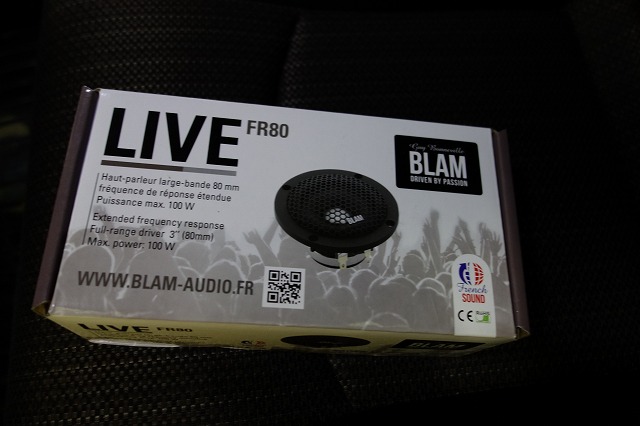 LIVE FR80
Guy Bonneville
BLAM
DRIVEN BY PASSION
Haut-parleur large-bande 80 mm
fréquence de réponse étendue
Puissance max. 100 W
Extended frequency response
Full-range driver 3" (80mm)
Max. power: 100 W
BLAM
WWW.BLAM-AUDIO.FR
French
SOUND
CE
LIVE FR80
BLAM